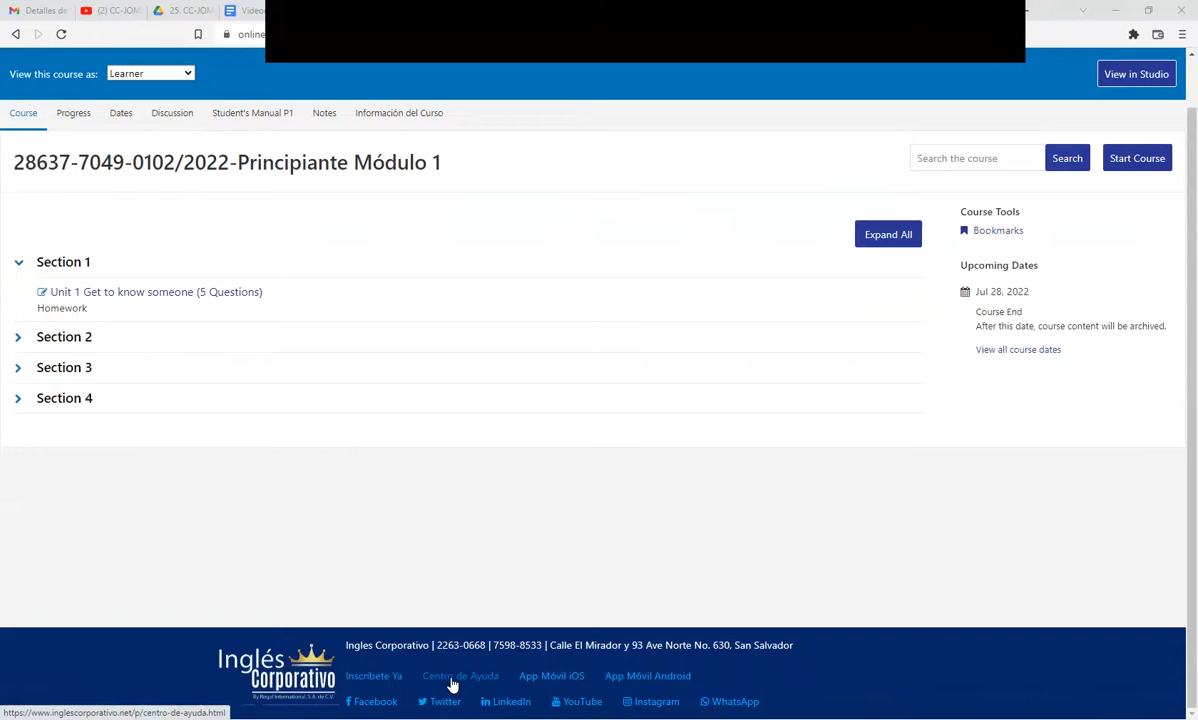 Detalles de
(2) CC-JOM
25. CC-JOM
Video
online
View this course as: Learner
View in Studio
Course Progress Dates Discussion Student's Manual P1 Notes Información del Curso
28637-7049-0102/2022-Principiante Módulo 1
Search the course Search Start Course
Expand All
Course Tools
Bookmarks
Section 1
Unit 1 Get to know someone (5 Questions)
Homework
Section 2
Section 3
Section 4
Upcoming Dates
Jul 28, 2022
Course End
After this date, course content will be archived.
View all course dates
Inglés
Corporativo
By Regal International, S.A. de C.V.
Ingles Corporativo | 2263-0668 | 7598-8533 | Calle El Mirador y 93 Ave Norte No. 630, San Salvador
Inscríbete Ya Centro de Ayuda App Móvil iOS App Móvil Android
Facebook Twitter LinkedIn YouTube Instagram WhatsApp
https://www.inglescorporativo.net/p/centro-de-ayuda.html